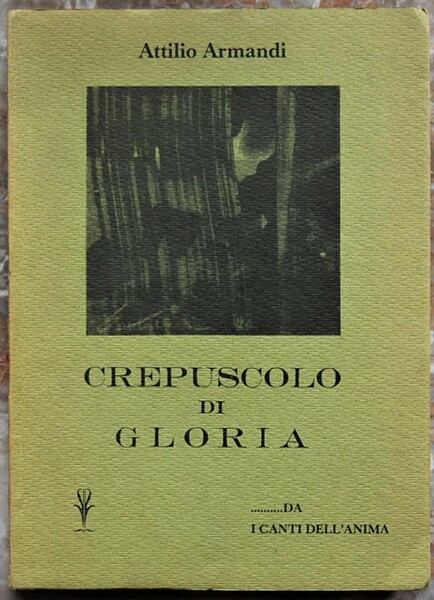 Attilio Armandi
CREPUSCOLO
DI
GLORIA
..........DA
I CANTI DELL'ANIMA